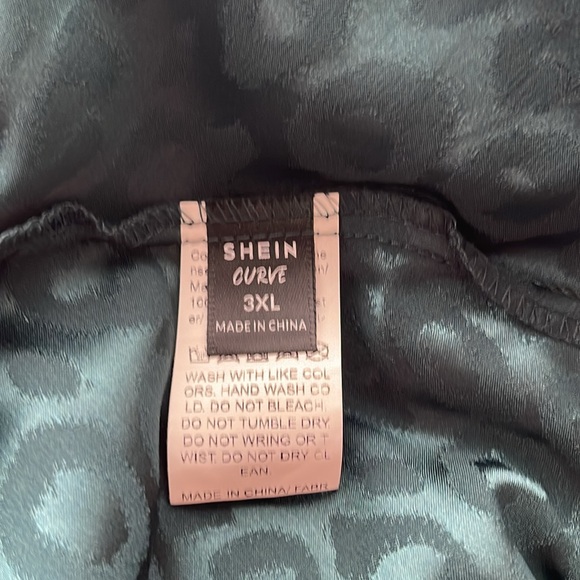 SHEIN
CURVE
3XL
MADE IN CHINA
WASH WITH LIKE COL
ORS. HAND WASH CO
LD. DO NOT BLEACH.
DO NOT TUMBLE DRY
DO NOT WRING OR T
WIST. DO NOT DRY CL
EAN.
MADE IN CHINA/ FABR